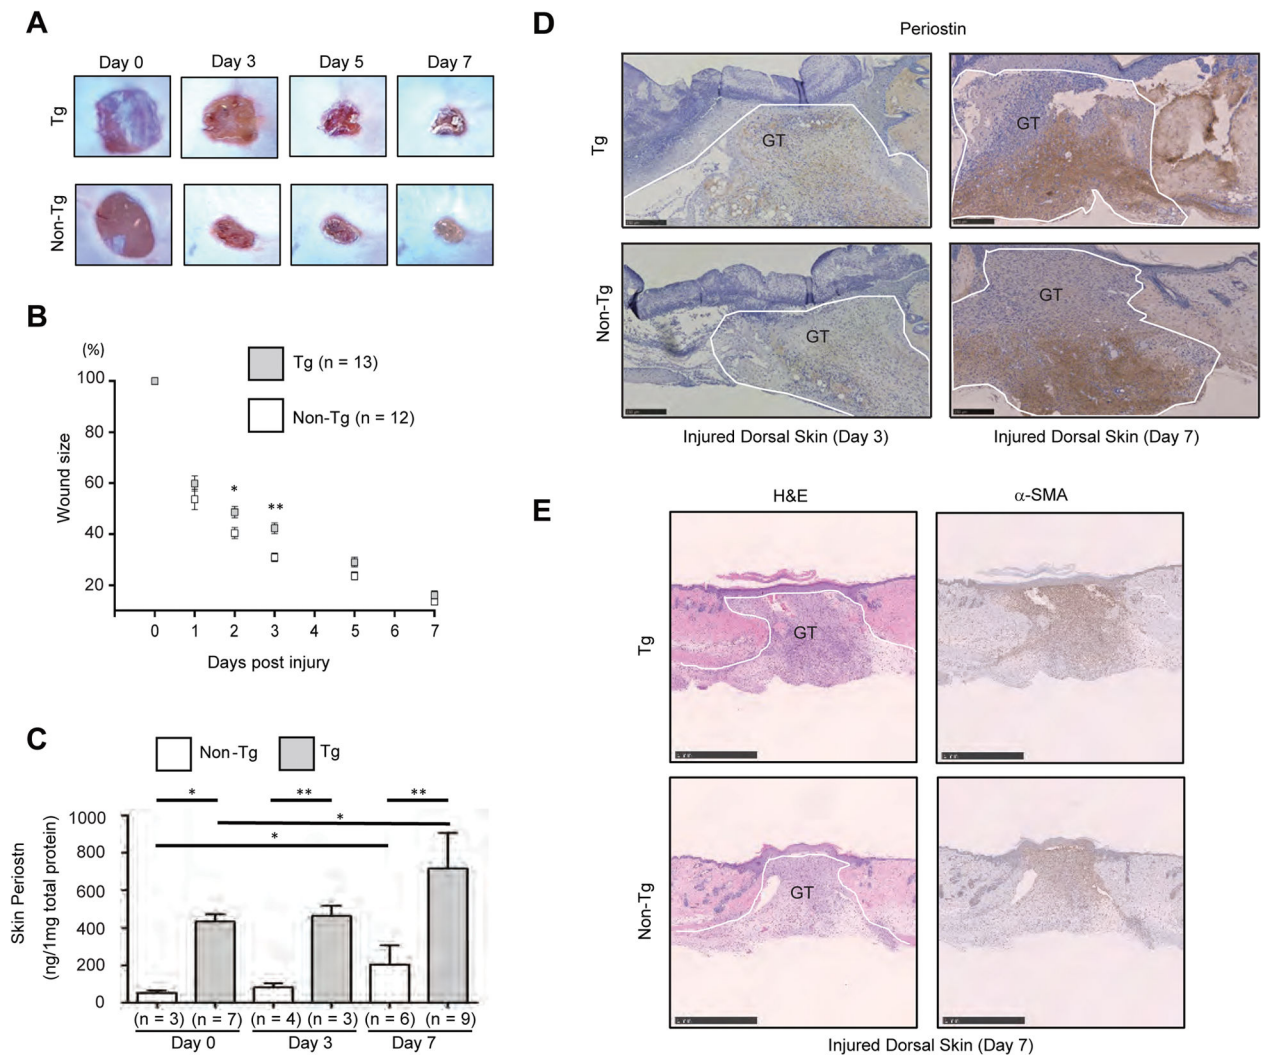 A
Day 0
Day 3
Day 5
Day 7
Tg
Non-Tg
B
(%)
Tg (n = 13)
Non-Tg (n = 12)
Wound size
100
80
60
40
20
*
**
0
1
2
3
4
5
6
7
Days post injury
C
Non-Tg
Tg
Skin Periostn
(ng/1mg total protein)
*
**
**
*
*
1000
800
600
400
200
0
(n = 3)
(n = 7)
(n = 4)
(n = 3)
(n = 6)
(n = 9)
Day 0
Day 3
Day 7
D
Periostin
Tg
GT
GT
Non-Tg
GT
GT
Injured Dorsal Skin (Day 3)
Injured Dorsal Skin (Day 7)
E
H&E
α-SMA
Tg
GT
Non-Tg
GT
Injured Dorsal Skin (Day 7)